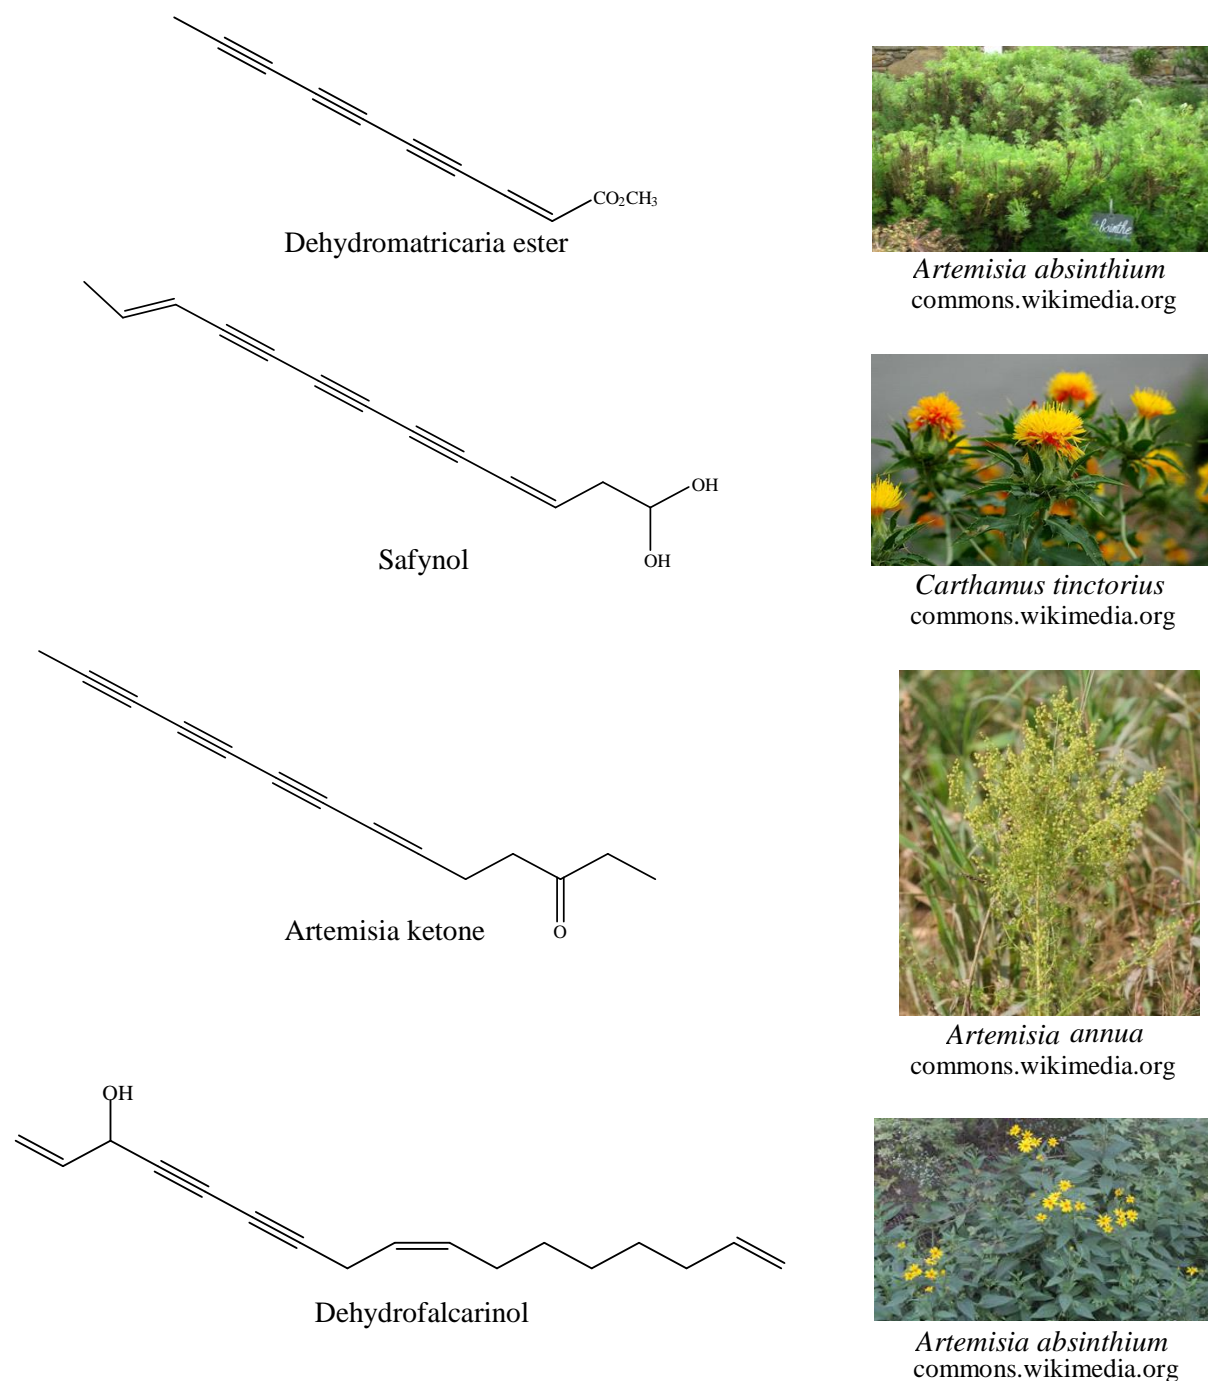 CO₂CH₃
Dehydromatricaria ester
Artemisia absinthium
commons.wikimedia.org
OH
OH
Safynol
Carthamus tinctorius
commons.wikimedia.org
O
Artemisia ketone
Artemisia annua
commons.wikimedia.org
OH
Dehydrofalcarinol
Artemisia absinthium
commons.wikimedia.org